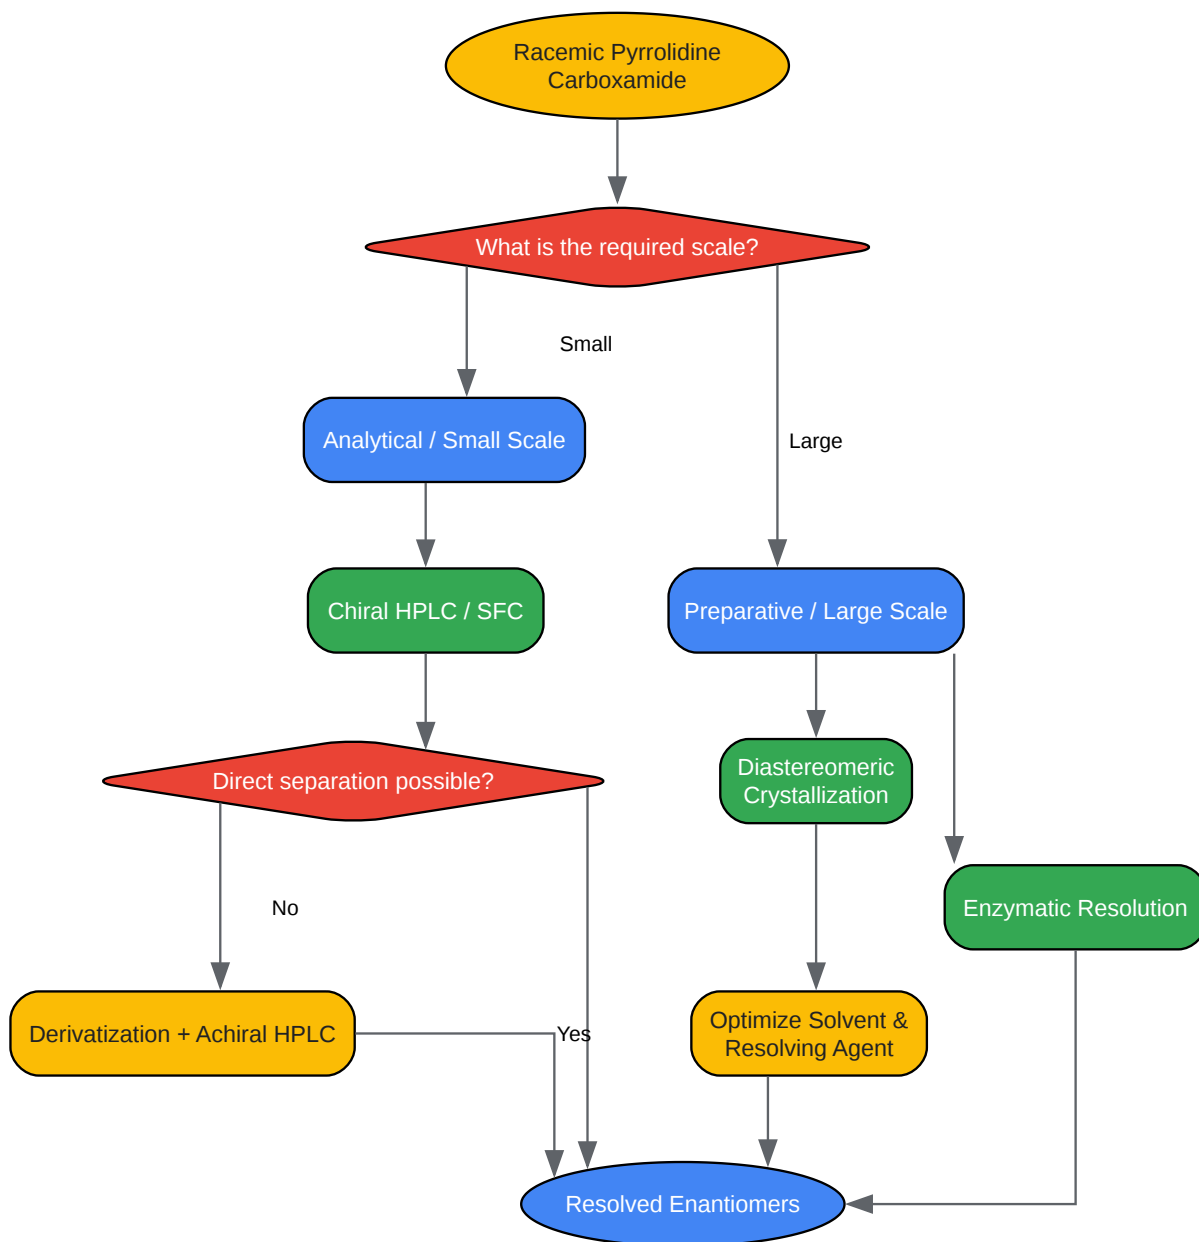 Racemic Pyrrolidine
Carboxamide
What is the required scale?
Small
Large
Analytical / Small Scale
Chiral HPLC / SFC
Preparative / Large Scale
Direct separation possible?
Diastereomeric
Crystallization
No
Enzymatic Resolution
Derivatization + Achiral HPLC
Yes
Optimize Solvent &
Resolving Agent
Resolved Enantiomers